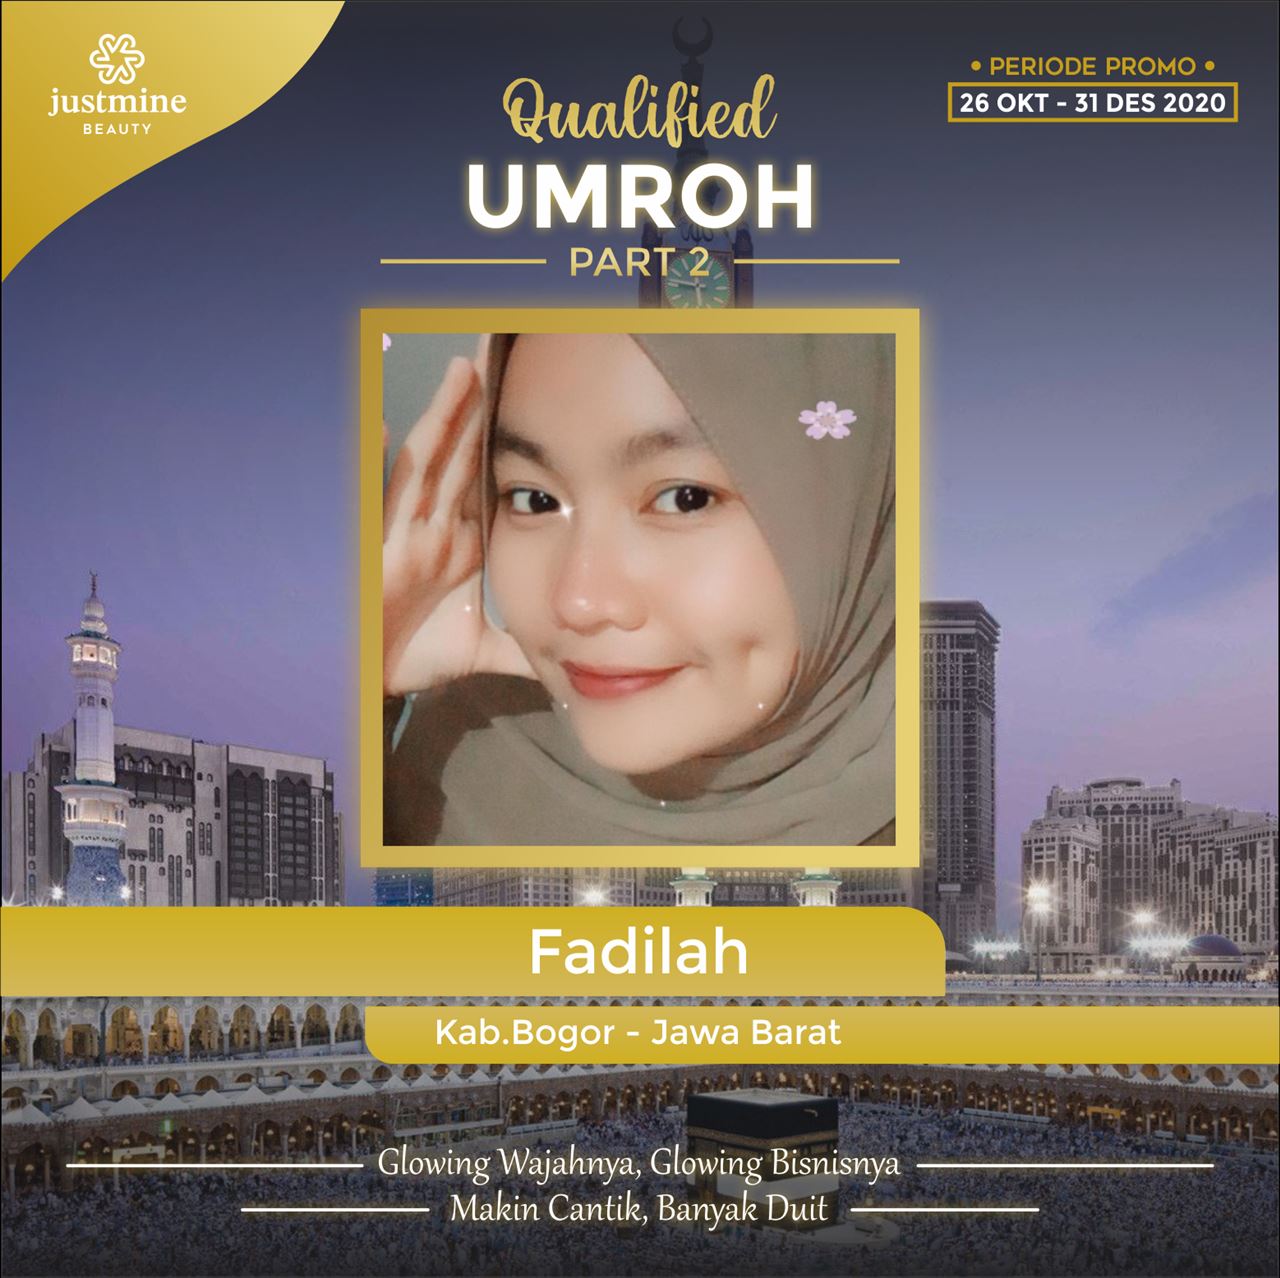 justmine
BEAUTY
• PERIODE PROMO •
26 OKT - 31 DES 2020
Qualified
UMROH
PART 2
Fadilah
Kab.Bogor - Jawa Barat
Glowing Wajahnya, Glowing Bisnisnya
Makin Cantik, Banyak Duit